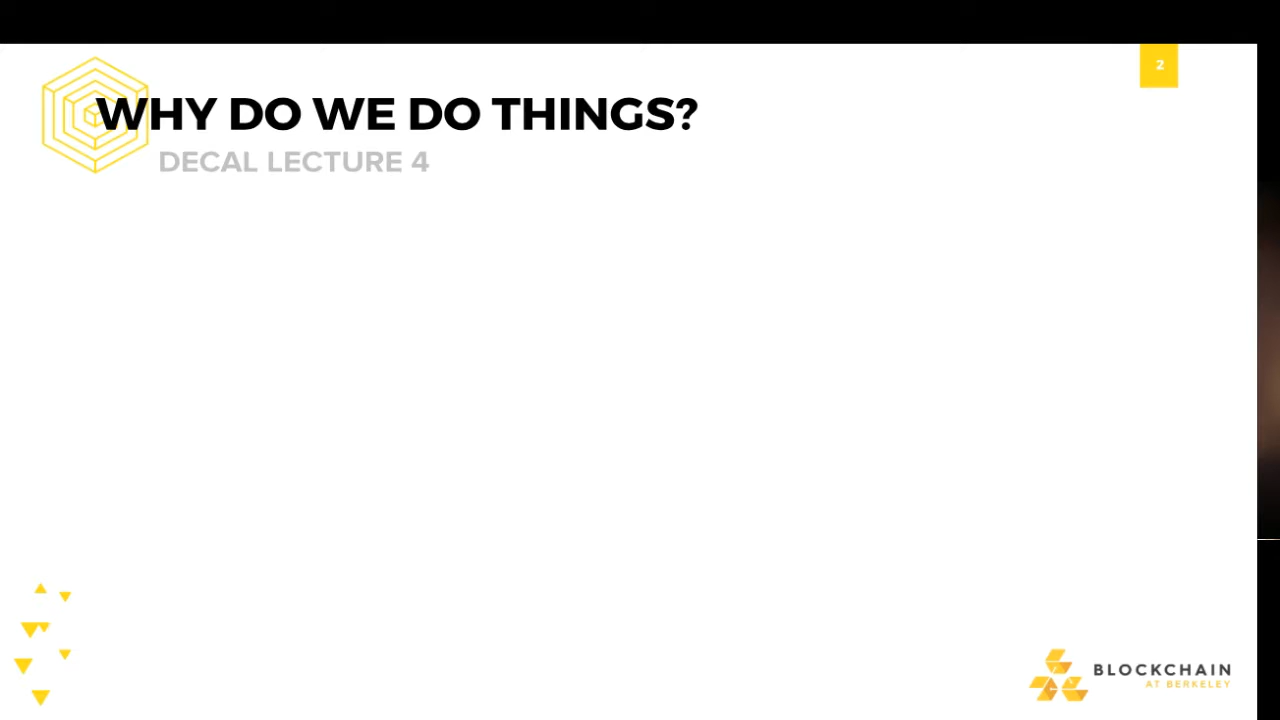 2
WHY DO WE DO THINGS?
DECAL LECTURE 4
BLOCKCHAIN
AT BERKELEY